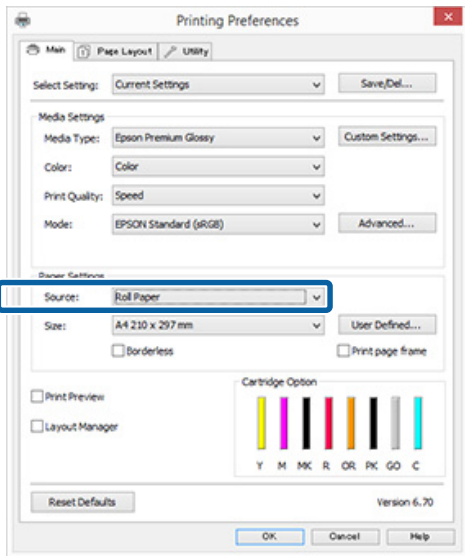 Printing Preferences
Main Page Layout Utility
Select Setting: Current Settings Save/Del...
Media Settings
Media Type: Epson Premium Glossy Custom Settings...
Color: Color
Print Quality: Speed
Mode: EPSON Standard (sRGB) Advanced...
Paper Settings
Source: Roll Paper
Size: A4 210 x 297 mm User Defined...
Borderless Print page frame
Cartridge Option
Print Preview
Layout Manager
Y M MK R OR PK GO C
Reset Defaults Version 6.70
OK Cancel Help